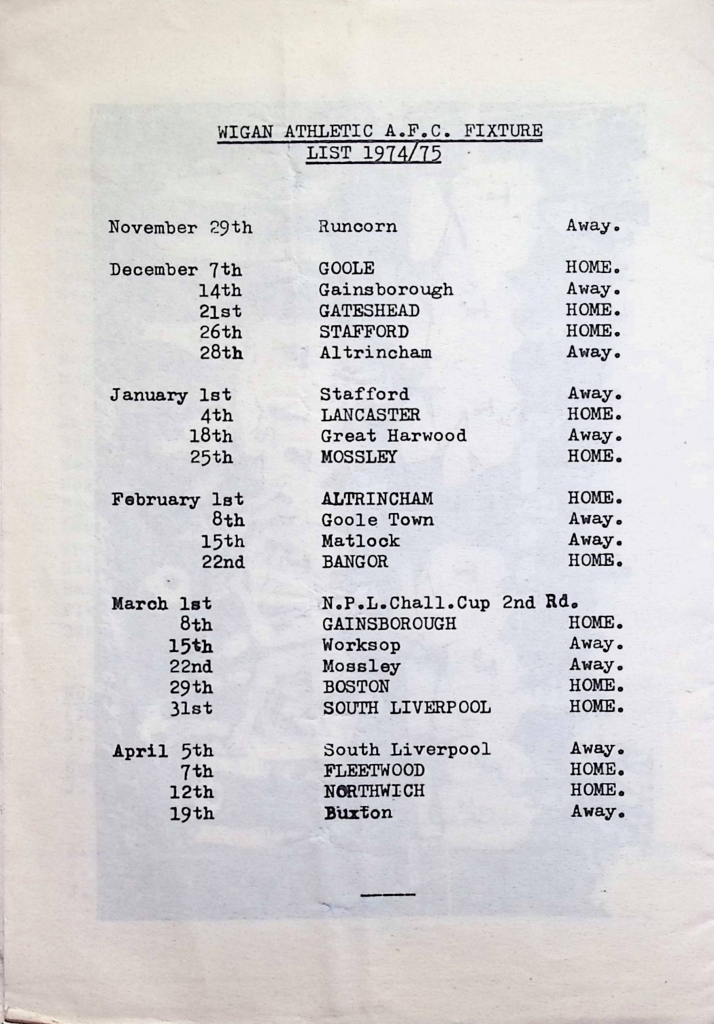 WIGAN ATHLETIC A.F.C. FIXTURE
LIST 1974/75
November 29th Runcorn Away.
December 7th GOOLE HOME.
14th Gainsborough Away.
21st GATESHEAD HOME.
26th STAFFORD HOME.
28th Altrincham Away.
January 1st Stafford Away.
4th LANCASTER HOME.
18th Great Harwood Away.
25th MOSSLEY HOME.
February 1st ALTRINCHAM HOME.
8th Goole Town Away.
15th Matlock Away.
22nd BANGOR HOME.
March 1st N.P.L.Chall.Cup 2nd Rd.
8th GAINSBOROUGH HOME.
15th Worksop Away.
22nd Mossley Away.
29th BOSTON HOME.
31st SOUTH LIVERPOOL HOME.
April 5th South Liverpool Away.
7th FLEETWOOD HOME.
12th NORTHWICH HOME.
19th Buxton Away.